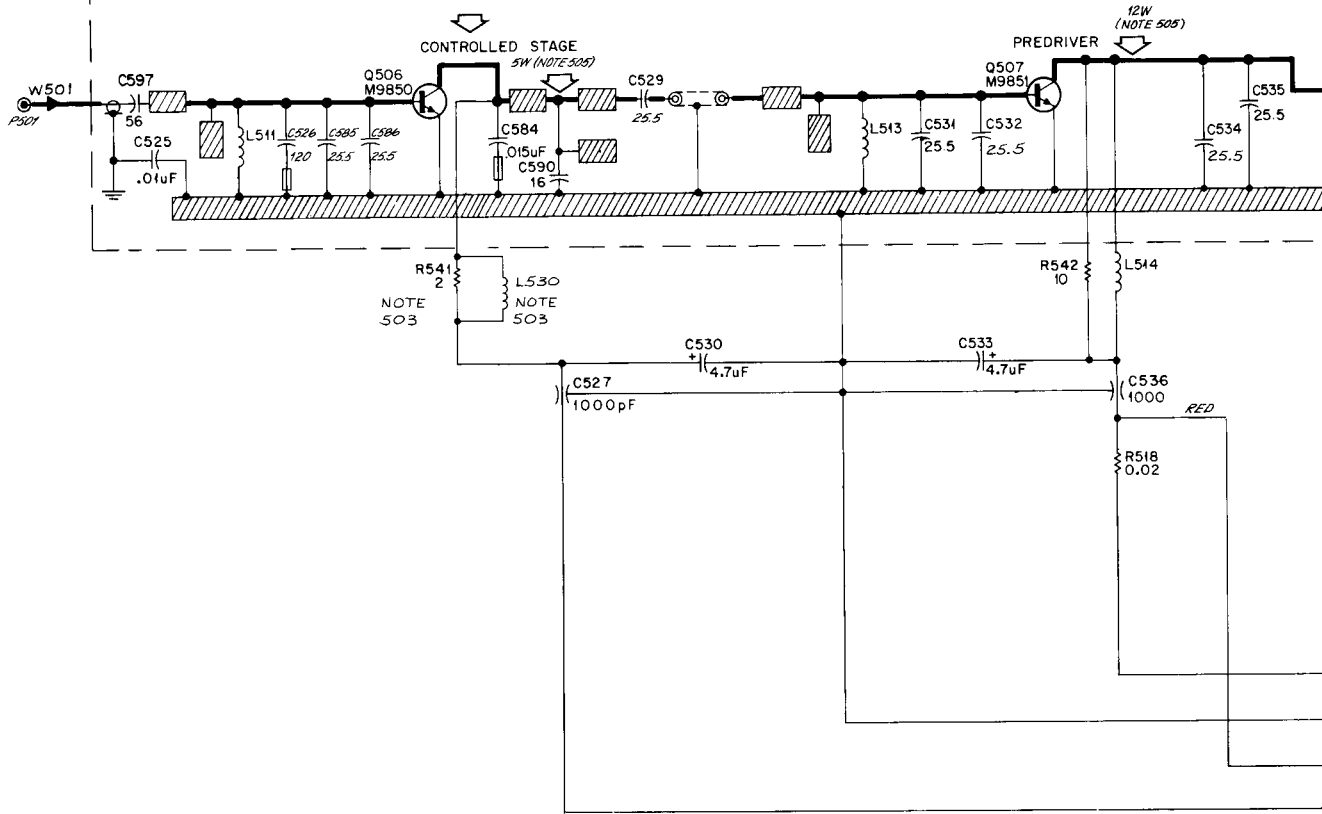 12W
(NOTE 505)
CONTROLLED STAGE
5W (NOTE 505)
PREDRIVER
W501
P501
C597
56
C525
.01uF
L511
C526
120
C585
25.5
C586
25.5
Q506
M9850
C584
.015uF
C590
16
C529
25.5
L513
C531
25.5
C532
25.5
Q507
M9851
C534
25.5
C535
25.5
R541
2
NOTE
503
L530
NOTE
503
R542
10
L514
C530
+
4.7uF
C533
+
4.7uF
C527
1000pF
C536
1000
RED
R518
0.02